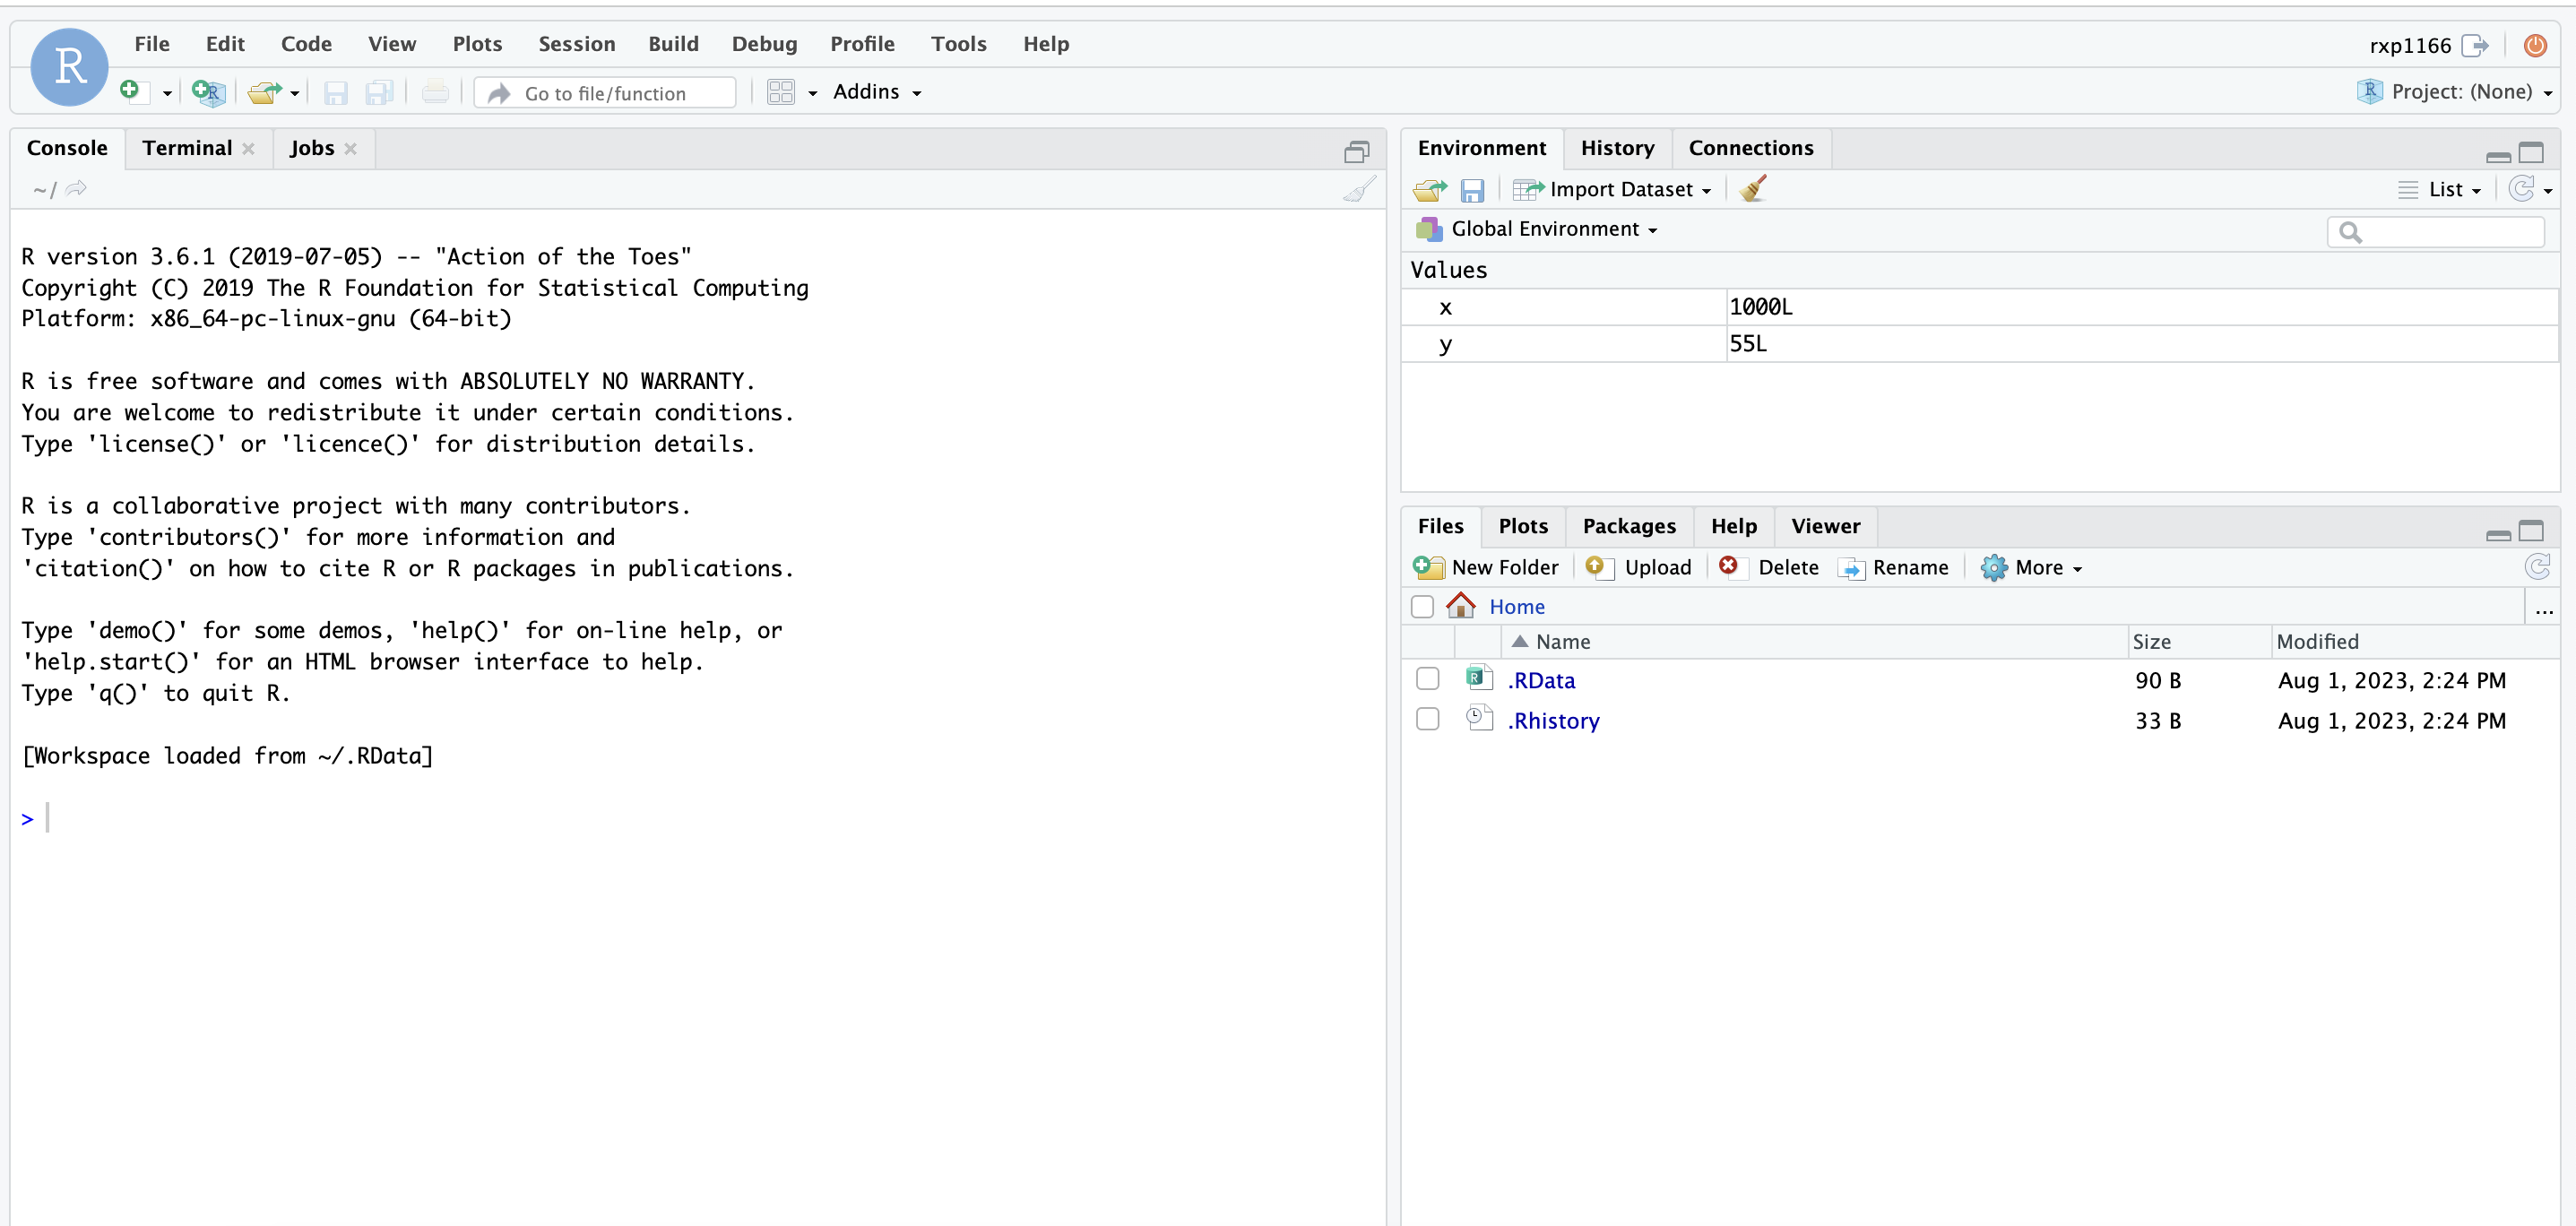 R
File Edit Code View Plots Session Build Debug Profile Tools Help
rxp1166
Go to file/function
Addins
R Project: (None)
Console Terminal Jobs
~/
R version 3.6.1 (2019-07-05) -- "Action of the Toes"
Copyright (C) 2019 The R Foundation for Statistical Computing
Platform: x86_64-pc-linux-gnu (64-bit)
R is free software and comes with ABSOLUTELY NO WARRANTY.
You are welcome to redistribute it under certain conditions.
Type 'license()' or 'licence()' for distribution details.
R is a collaborative project with many contributors.
Type 'contributors()' for more information and
'citation()' on how to cite R or R packages in publications.
Type 'demo()' for some demos, 'help()' for on-line help, or
'help.start()' for an HTML browser interface to help.
Type 'q()' to quit R.
[Workspace loaded from ~/.RData]
>
Environment History Connections
Import Dataset
List
Global Environment
Values
x 1000L
y 55L
Files Plots Packages Help Viewer
New Folder Upload Delete Rename More
Home ...
Name Size Modified
.RData 90 B Aug 1, 2023, 2:24 PM
.Rhistory 33 B Aug 1, 2023, 2:24 PM